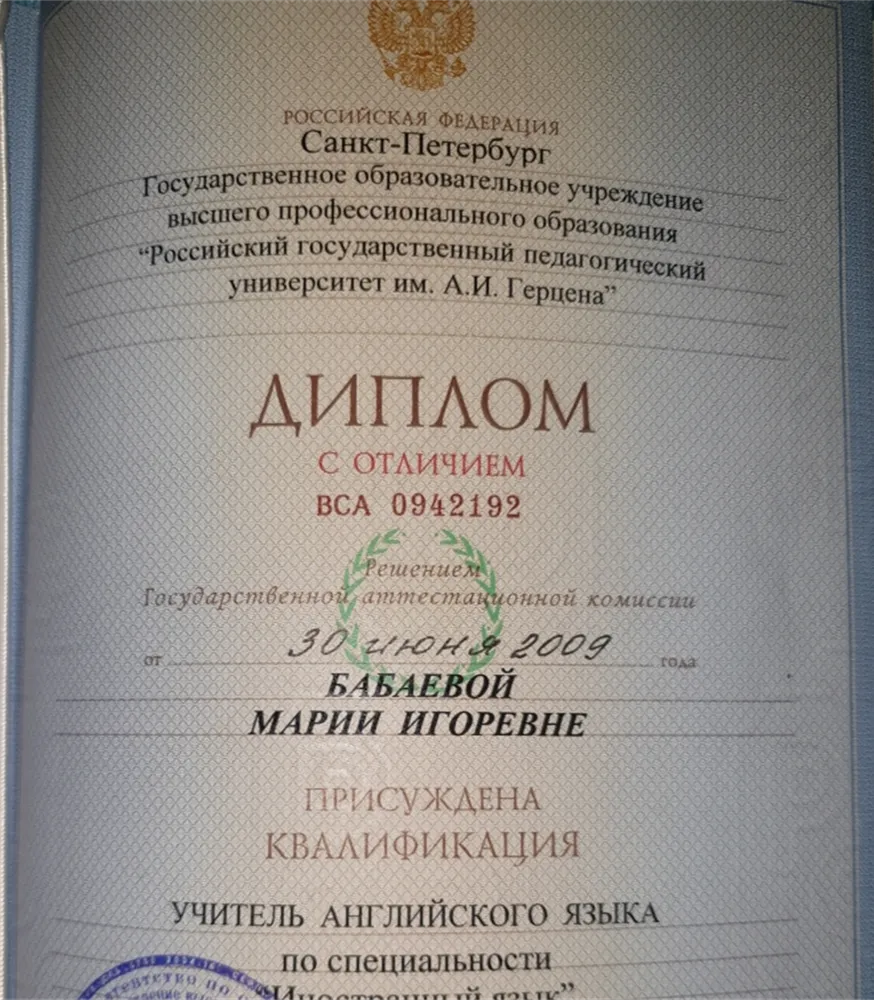 РОССИЙСКАЯ ФЕДЕРАЦИЯ
Санкт-Петербург
Государственное образовательное учреждение
высшего профессионального образования
“Российский государственный педагогический
университет им. А.И. Герцена”
ДИПЛОМ
С ОТЛИЧИЕМ
ВСА 0942192
Решением
Государственной аттестационной комиссии
от 30 июня 2009 года
БАБАЕВОЙ
МАРИИ ИГОРЕВНЕ
ПРИСУЖДЕНА
КВАЛИФИКАЦИЯ
УЧИТЕЛЬ АНГЛИЙСКОГО ЯЗЫКА
по специальности
“Иностранный язык”